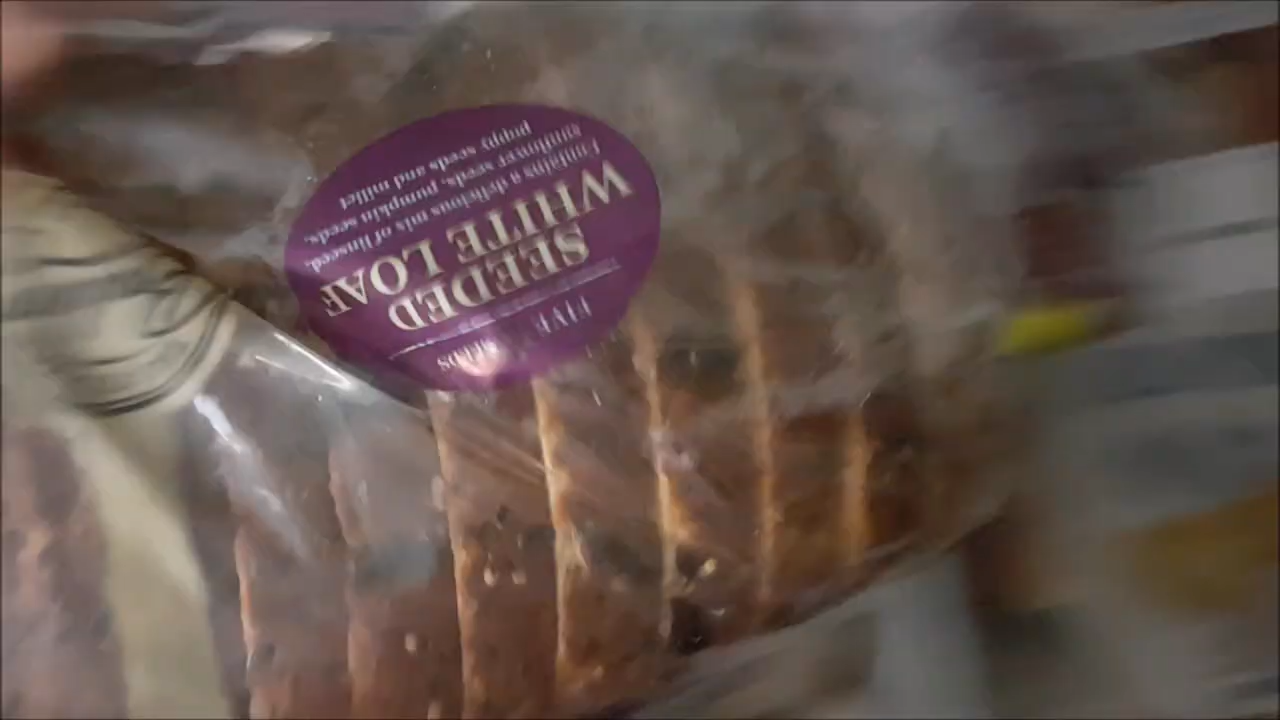 FIVE
SEEDED
WHITE LOAF
Contains a delicious mix of linseed,
sunflower seeds, pumpkin seeds,
poppy seeds and millet